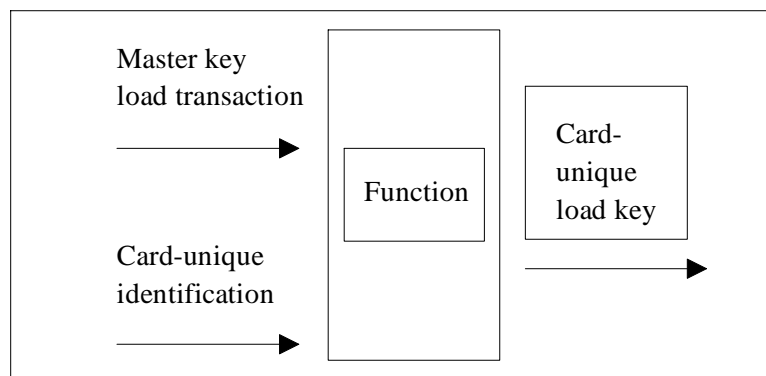 Master key
load transaction
Function
Card-unique
identification
Card-
unique
load key